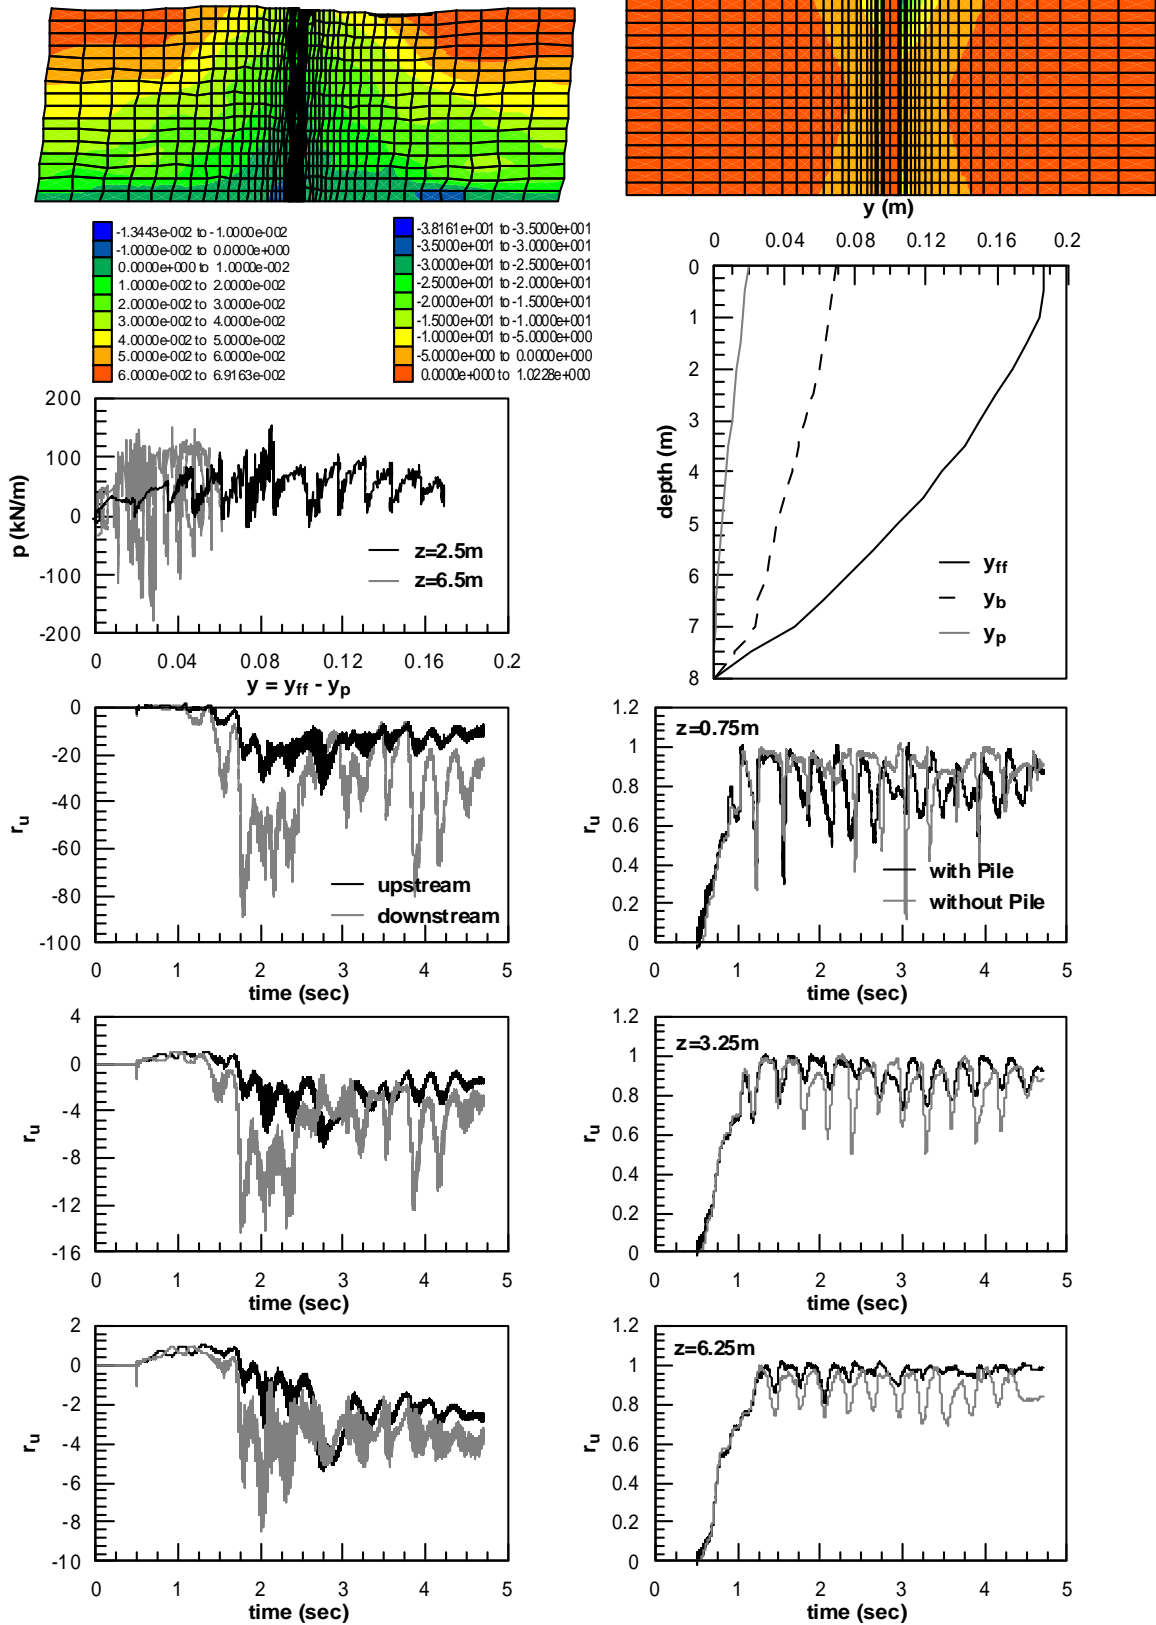 y (m)
0 0.04 0.08 0.12 0.16 0.2
-1.3443e-002 to -1.0000e-002
-1.0000e-002 to 0.0000e+000
0.0000e+000 to 1.0000e-002
1.0000e-002 to 2.0000e-002
2.0000e-002 to 3.0000e-002
3.0000e-002 to 4.0000e-002
4.0000e-002 to 5.0000e-002
5.0000e-002 to 6.0000e-002
6.0000e-002 to 6.9163e-002
-3.8161e+001 to -3.5000e+001
-3.5000e+001 to -3.0000e+001
-3.0000e+001 to -2.5000e+001
-2.5000e+001 to -2.0000e+001
-2.0000e+001 to -1.5000e+001
-1.5000e+001 to -1.0000e+001
-1.0000e+001 to -5.0000e+000
-5.0000e+000 to 0.0000e+000
0.0000e+000 to 1.0228e+000
0
1
2
3
4
5
6
7
8
depth (m)
yff
yb
yp
200
100
0
-100
-200
p (kN/m)
z=2.5m
z=6.5m
0 0.04 0.08 0.12 0.16 0.2
y = yff - yp
0
-20
-40
-60
-80
-100
ru
upstream
downstream
0 1 2 3 4 5
time (sec)
1.2
1
0.8
0.6
0.4
0.2
0
ru
z=0.75m
with Pile
without Pile
0 1 2 3 4 5
time (sec)
4
0
-4
-8
-12
-16
ru
0 1 2 3 4 5
time (sec)
1.2
1
0.8
0.6
0.4
0.2
0
ru
z=3.25m
0 1 2 3 4 5
time (sec)
2
0
-2
-4
-6
-8
-10
ru
0 1 2 3 4 5
time (sec)
1.2
1
0.8
0.6
0.4
0.2
0
ru
z=6.25m
0 1 2 3 4 5
time (sec)